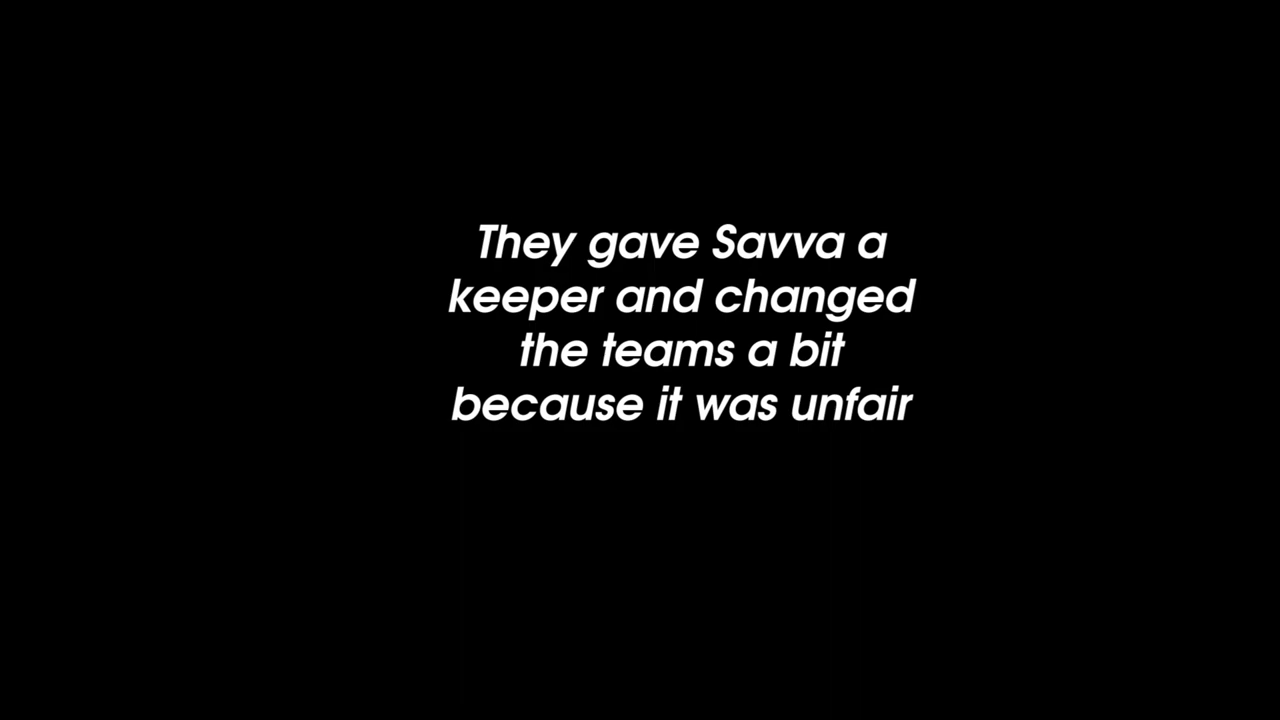 They gave Savva a
keeper and changed
the teams a bit
because it was unfair